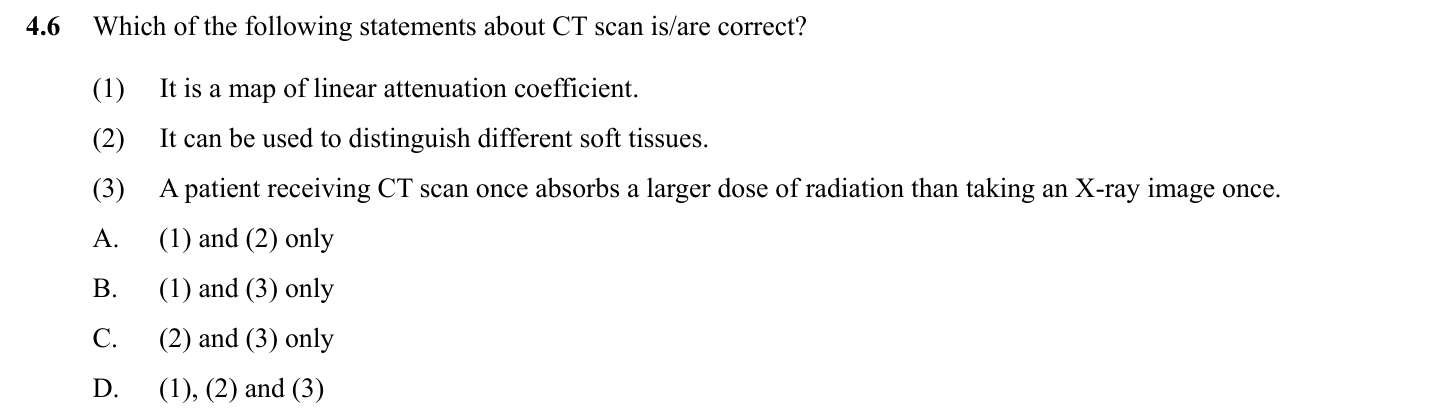 4.6 Which of the following statements about CT scan is/are correct?
(1) It is a map of linear attenuation coefficient.
(2) It can be used to distinguish different soft tissues.
(3) A patient receiving CT scan once absorbs a larger dose of radiation than taking an X-ray image once.
A. (1) and (2) only
B. (1) and (3) only
C. (2) and (3) only
D. (1), (2) and (3)